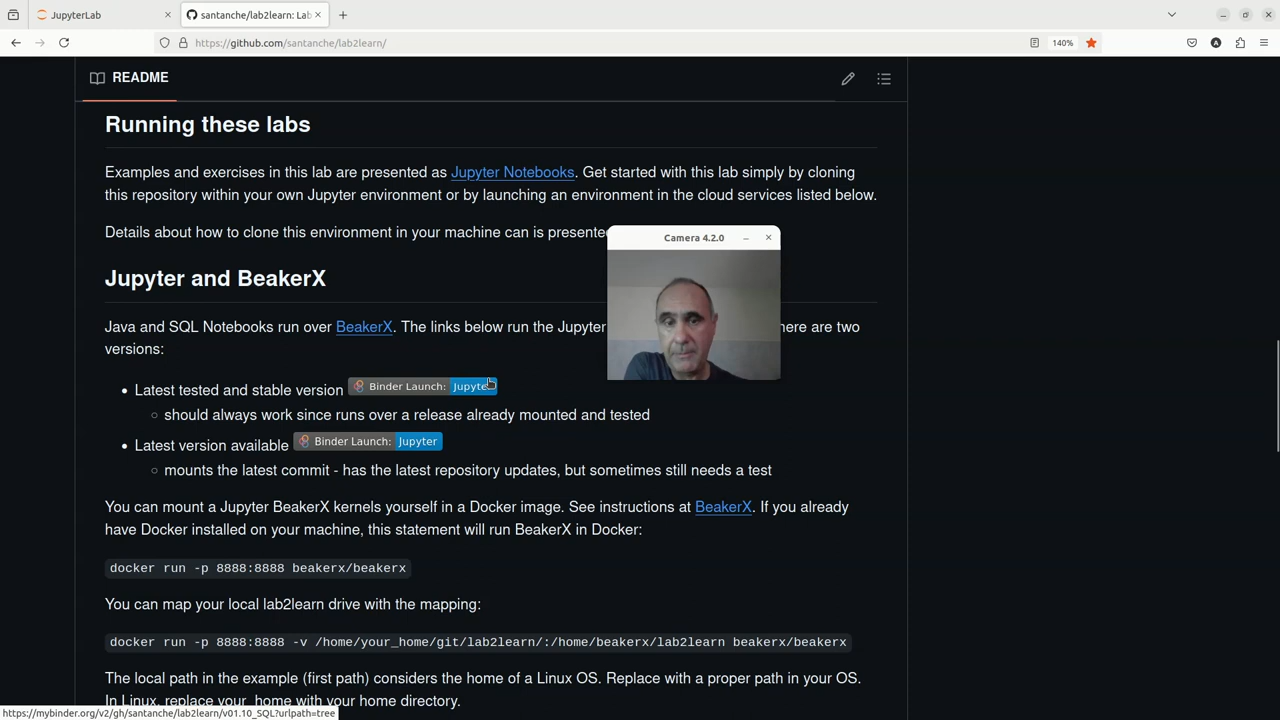 JupyterLab
santanche/lab2learn: Lab
https://github.com/santanche/lab2learn/
140%
README
Running these labs
Examples and exercises in this lab are presented as Jupyter Notebooks. Get started with this lab simply by cloning
this repository within your own Jupyter environment or by launching an environment in the cloud services listed below.
Details about how to clone this environment in your machine can is presented
Camera 4.2.0
Jupyter and BeakerX
Java and SQL Notebooks run over BeakerX. The links below run the Jupyter here are two
versions:
Latest tested and stable version Binder Launch: Jupyter
should always work since runs over a release already mounted and tested
Latest version available Binder Launch: Jupyter
mounts the latest commit - has the latest repository updates, but sometimes still needs a test
You can mount a Jupyter BeakerX kernels yourself in a Docker image. See instructions at BeakerX. If you already
have Docker installed on your machine, this statement will run BeakerX in Docker:
docker run -p 8888:8888 beakerx/beakerx
You can map your local lab2learn drive with the mapping:
docker run -p 8888:8888 -v /home/your_home/git/lab2learn/:/home/beakerx/lab2learn beakerx/beakerx
The local path in the example (first path) considers the home of a Linux OS. Replace with a proper path in your OS.
In Linux, replace your_home with your home directory.
https://mybinder.org/v2/gh/santanche/lab2learn/v01.10_SQL?urlpath=tree